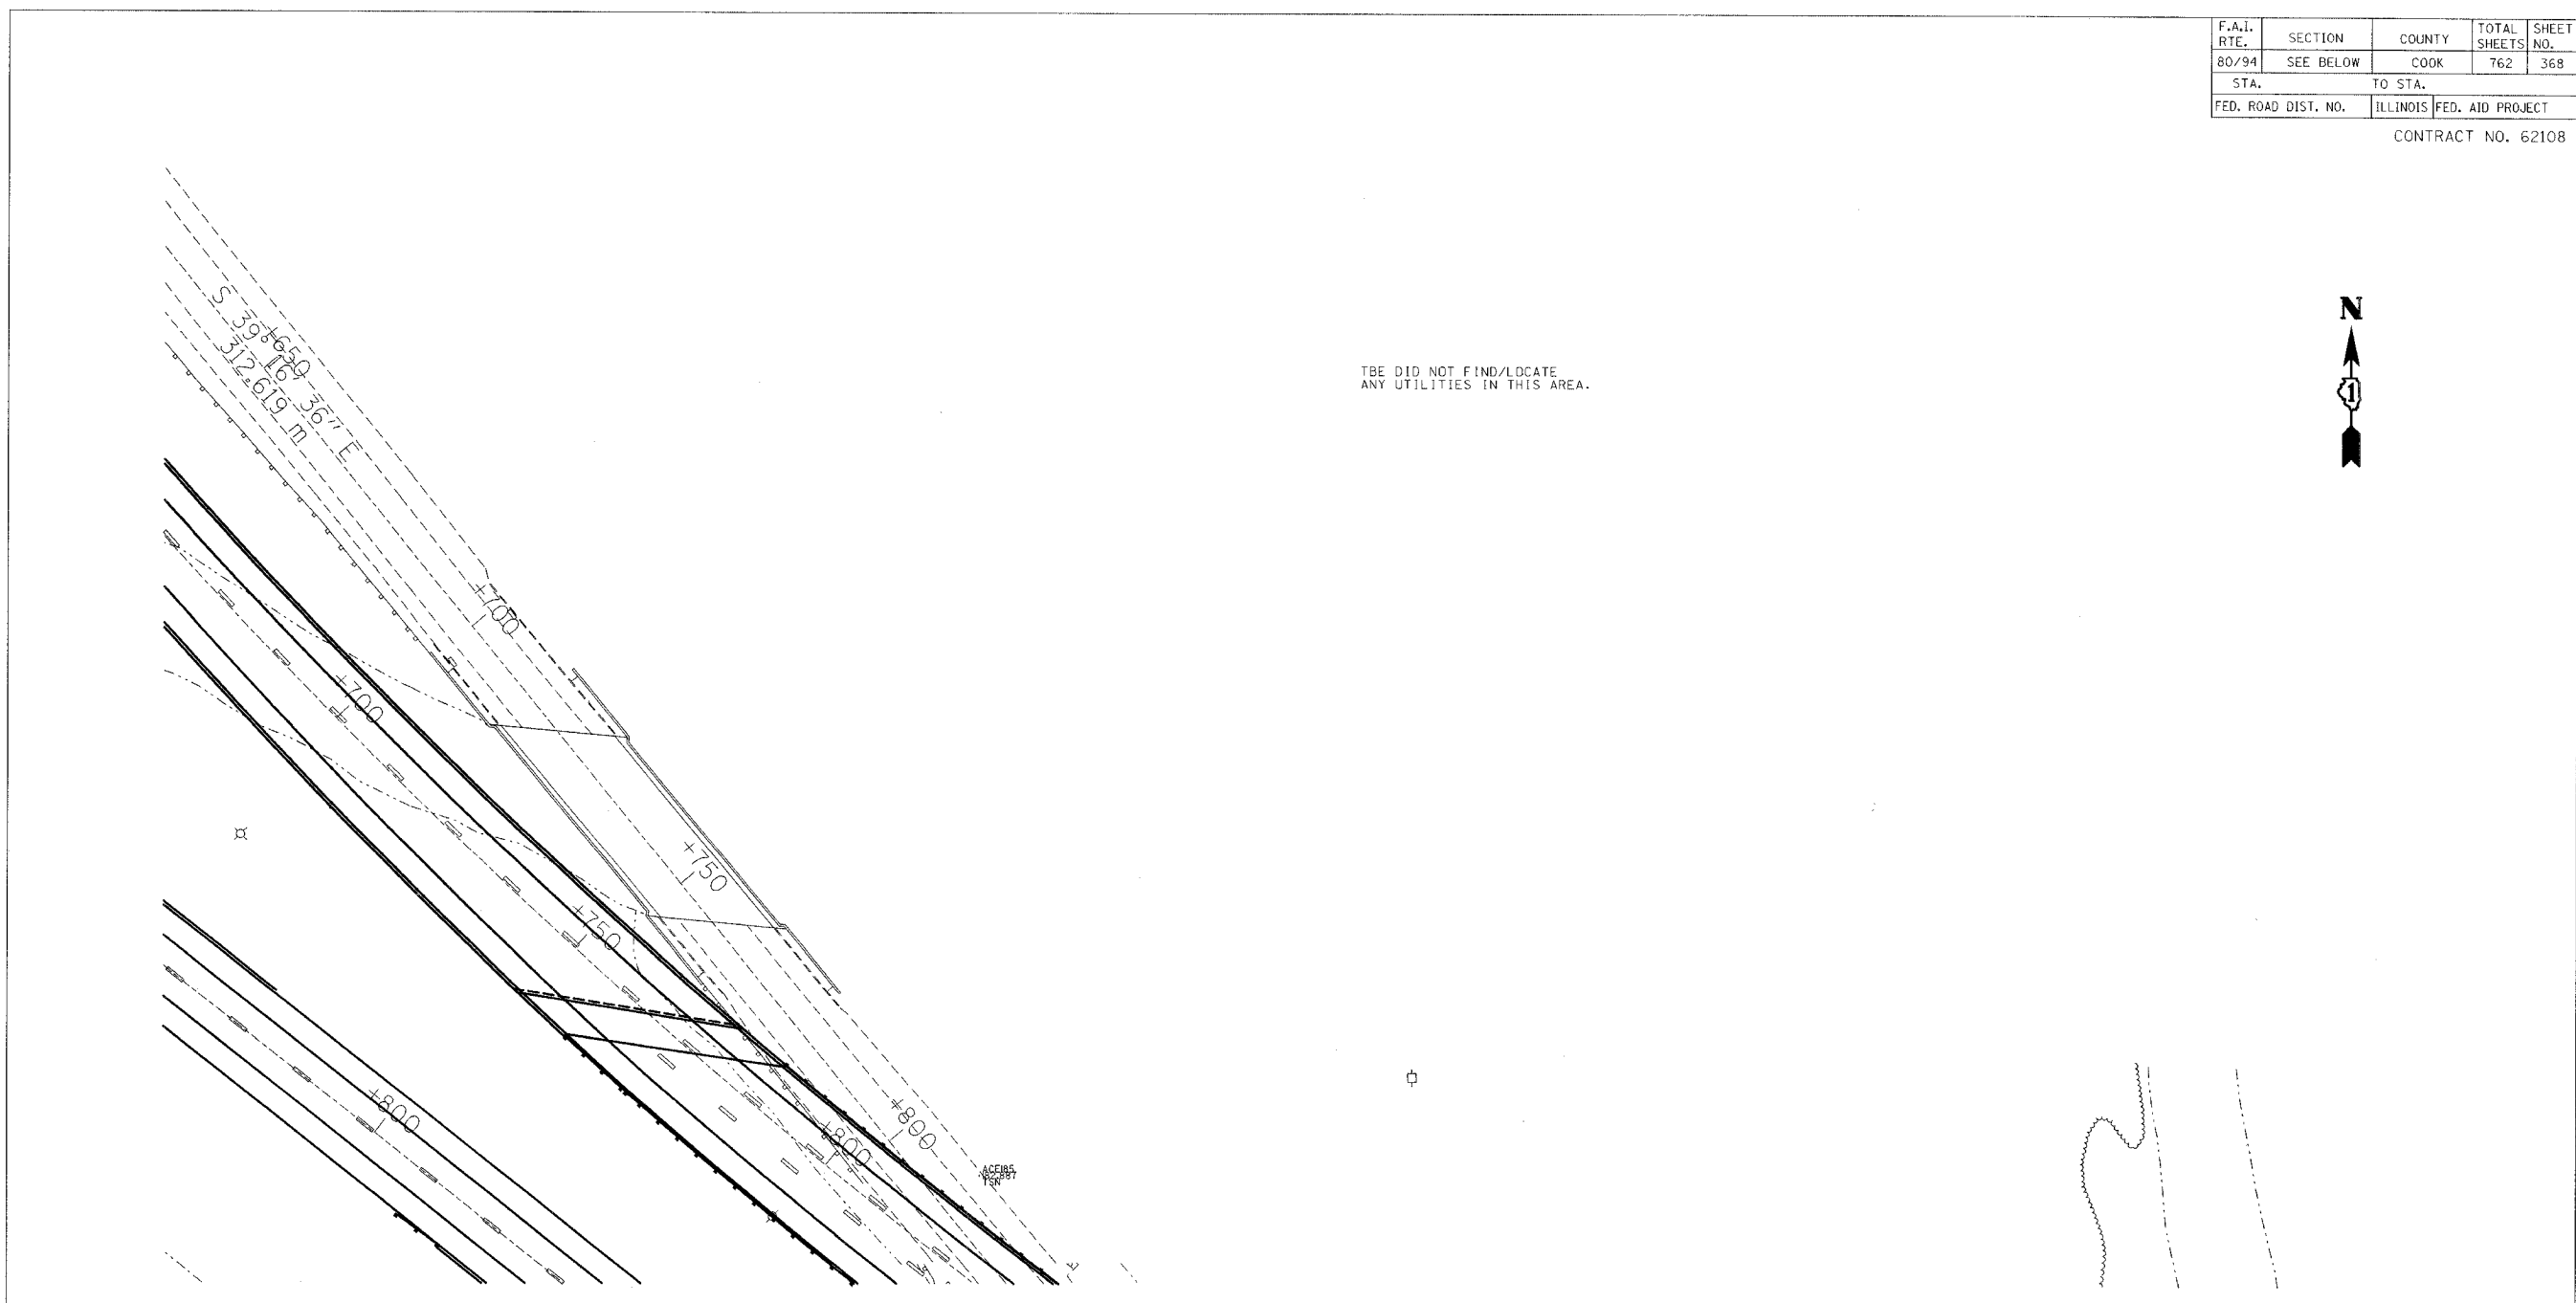 F.A.I. RTE. SECTION COUNTY TOTAL SHEETS SHEET NO.
80/94 SEE BELOW COOK 762 368
STA. TO STA.
FED. ROAD DIST. NO. ILLINOIS FED. AID PROJECT
CONTRACT NO. 62108
N
1
TBE DID NOT FIND/LOCATE
ANY UTILITIES IN THIS AREA.
+650
S 39° 16' 36" E
312.619 m
+700
+700
+750
+750
+800
+800
+800
ACE185
TSN